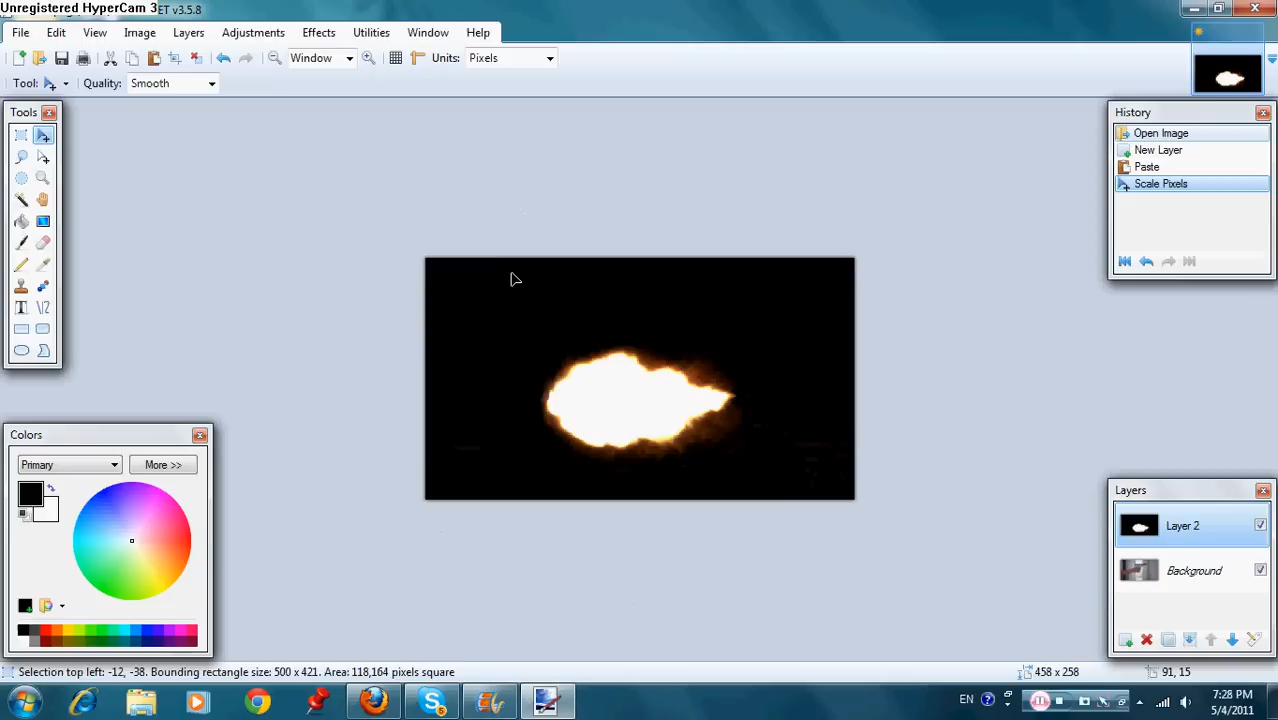 Unregistered HyperCam 3 ET v3.5.8
File Edit View Image Layers Adjustments Effects Utilities Window Help
Window Units: Pixels
Tool: Quality: Smooth
Tools
History
Open Image
New Layer
Paste
Scale Pixels
Colors
Primary More >>
Layers
Layer 2
Background
Selection top left: -12, -38. Bounding rectangle size: 500 x 421. Area: 118,164 pixels square 458 x 258 91, 15
EN 7:28 PM
5/4/2011